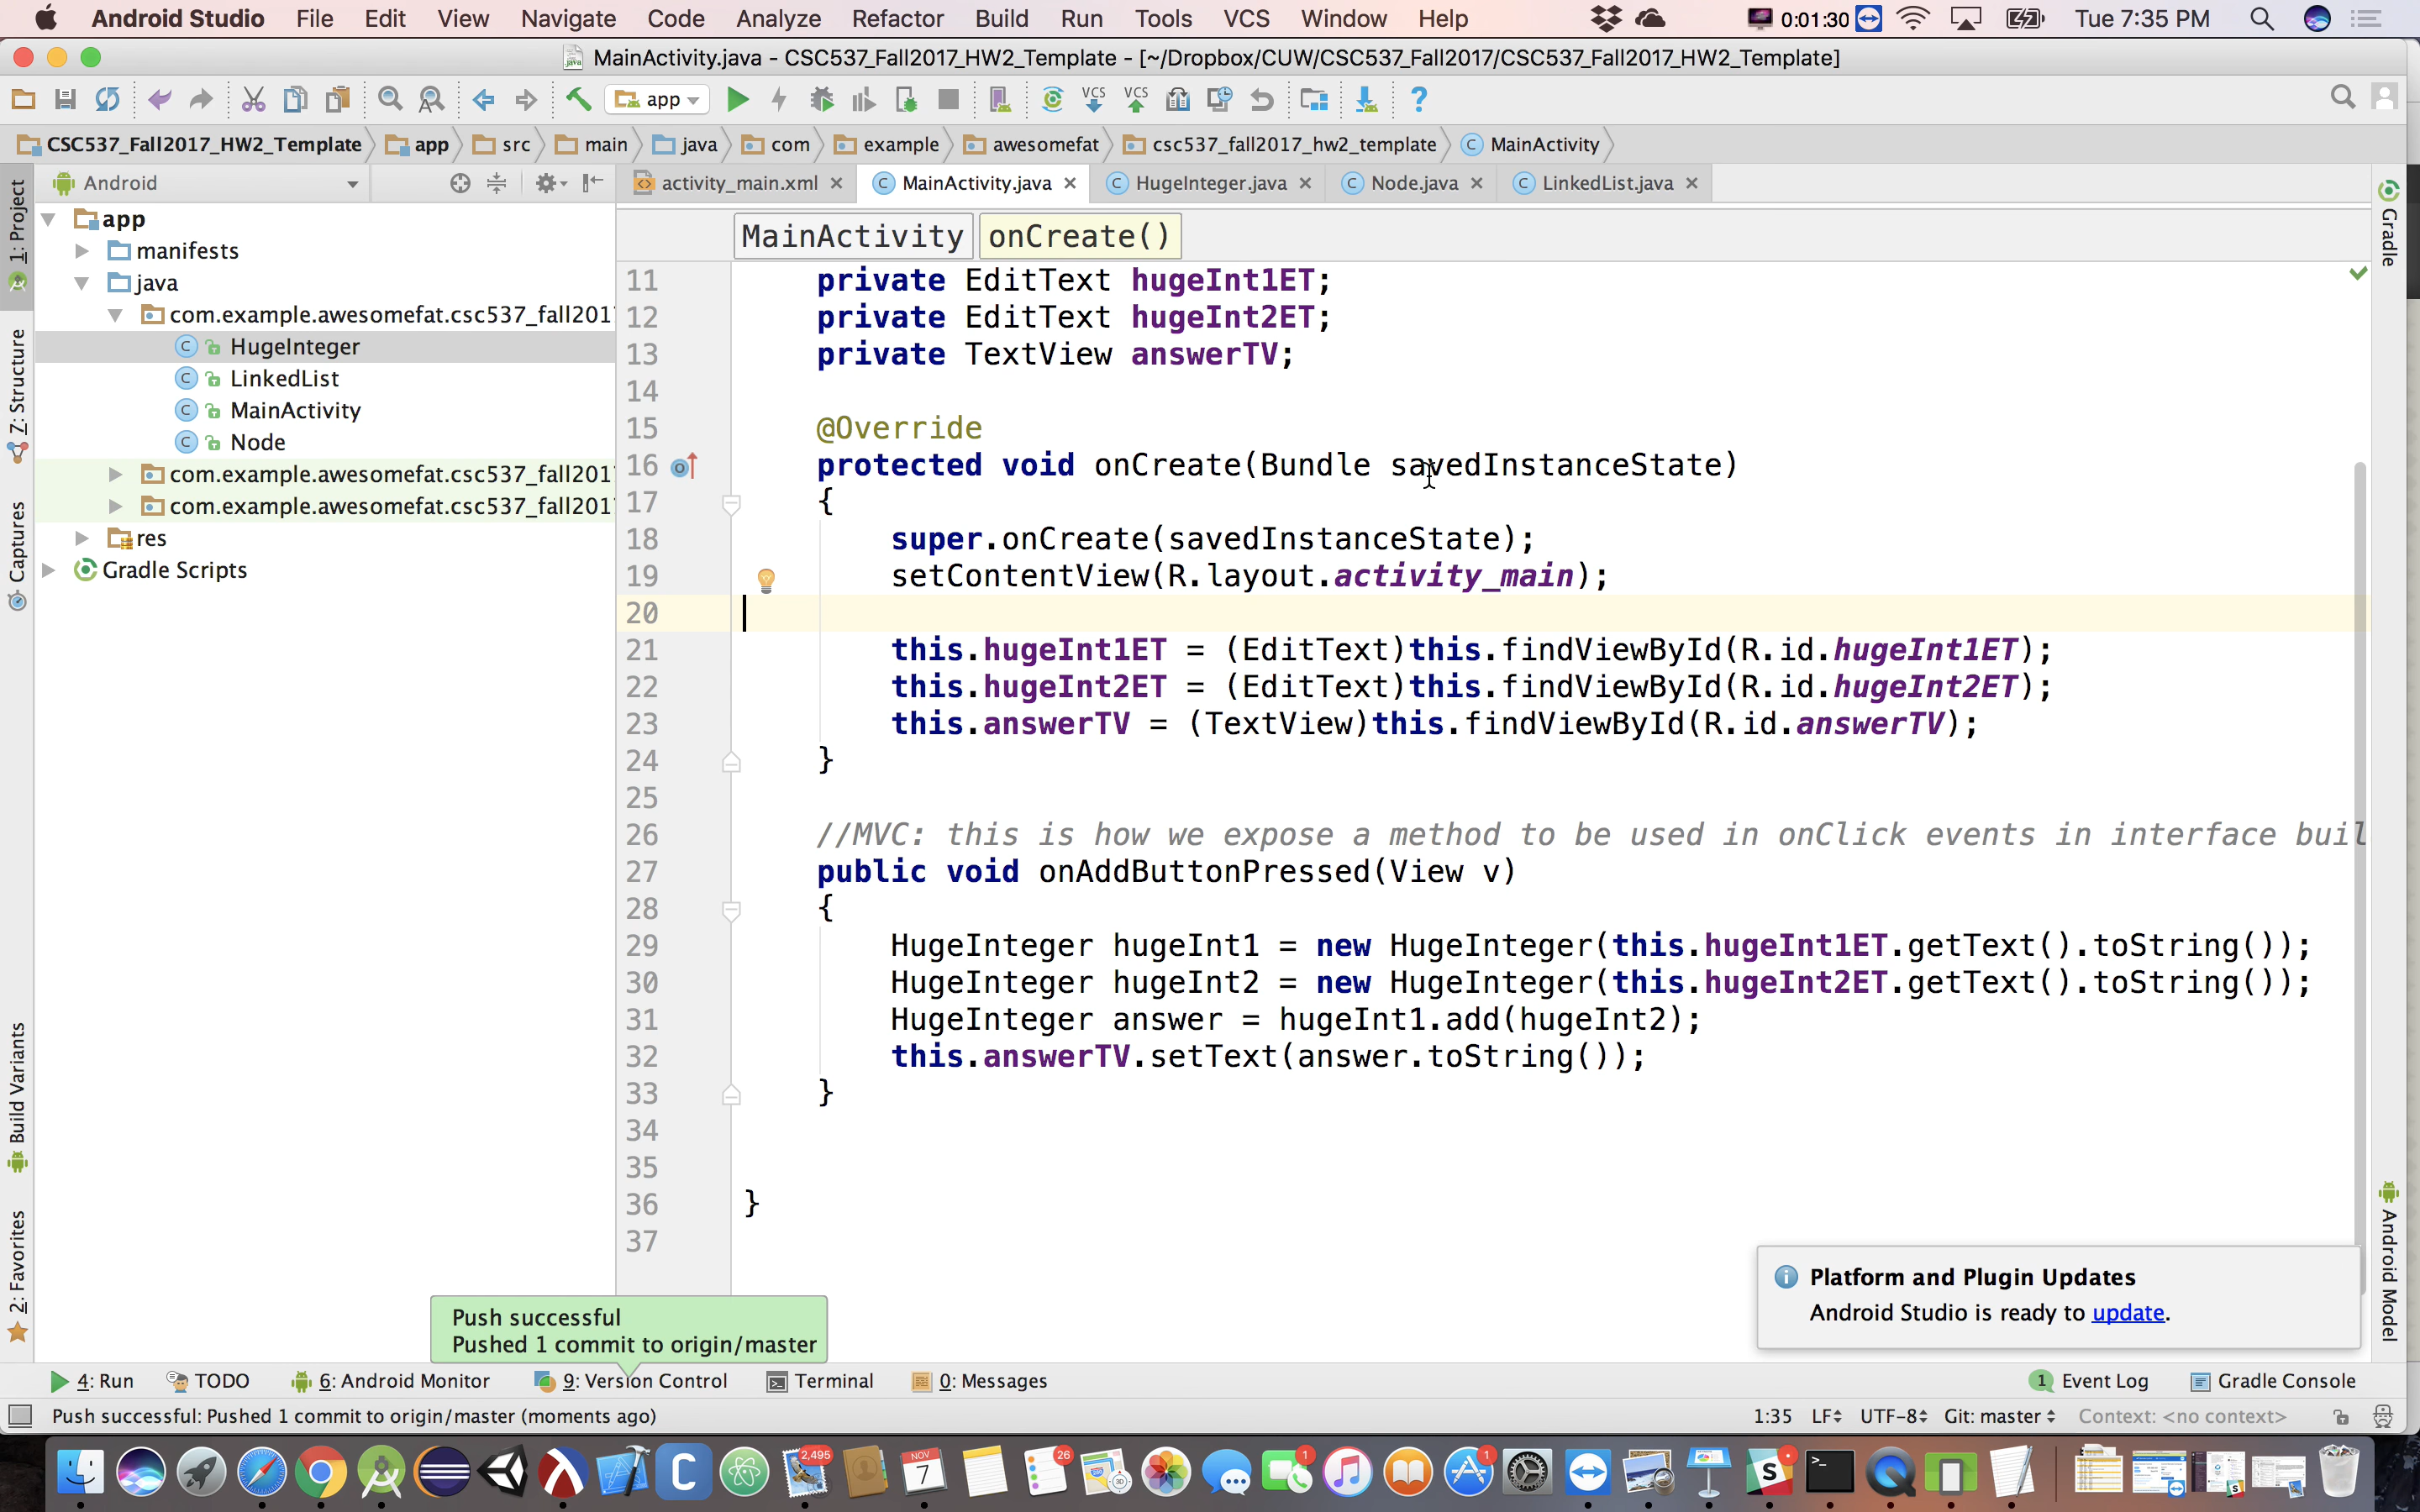 Android Studio File Edit View Navigate Code Analyze Refactor Build Run Tools VCS Window Help 0:01:30 Tue 7:35 PM
MainActivity.java - CSC537_Fall2017_HW2_Template - [~/Dropbox/CUW/CSC537_Fall2017/CSC537_Fall2017_HW2_Template]
app VCS VCS ?
CSC537_Fall2017_HW2_Template app src main java com example awesomefat csc537_fall2017_hw2_template MainActivity
Android activity_main.xml MainActivity.java HugeInteger.java Node.java LinkedList.java
1: Project
Z: Structure
Captures
Build Variants
2: Favorites
app
manifests
java
com.example.awesomefat.csc537_fall201
HugeInteger
LinkedList
MainActivity
Node
com.example.awesomefat.csc537_fall201
com.example.awesomefat.csc537_fall201
res
Gradle Scripts
MainActivity onCreate()
11 private EditText hugeInt1ET;
12 private EditText hugeInt2ET;
13 private TextView answerTV;
14
15 @Override
16 protected void onCreate(Bundle savedInstanceState)
17 {
18 super.onCreate(savedInstanceState);
19 setContentView(R.layout.activity_main);
20
21 this.hugeInt1ET = (EditText)this.findViewById(R.id.hugeInt1ET);
22 this.hugeInt2ET = (EditText)this.findViewById(R.id.hugeInt2ET);
23 this.answerTV = (TextView)this.findViewById(R.id.answerTV);
24 }
25
26 //MVC: this is how we expose a method to be used in onClick events in interface buil
27 public void onAddButtonPressed(View v)
28 {
29 HugeInteger hugeInt1 = new HugeInteger(this.hugeInt1ET.getText().toString());
30 HugeInteger hugeInt2 = new HugeInteger(this.hugeInt2ET.getText().toString());
31 HugeInteger answer = hugeInt1.add(hugeInt2);
32 this.answerTV.setText(answer.toString());
33 }
34
35
36 }
37
Gradle
Android Model
Platform and Plugin Updates
Android Studio is ready to update.
Push successful
Pushed 1 commit to origin/master
4: Run TODO 6: Android Monitor 9: Version Control Terminal 0: Messages 1 Event Log Gradle Console
Push successful: Pushed 1 commit to origin/master (moments ago) 1:35 LF UTF-8 Git: master Context: <no context>
2,495 NOV 7 26 1 1